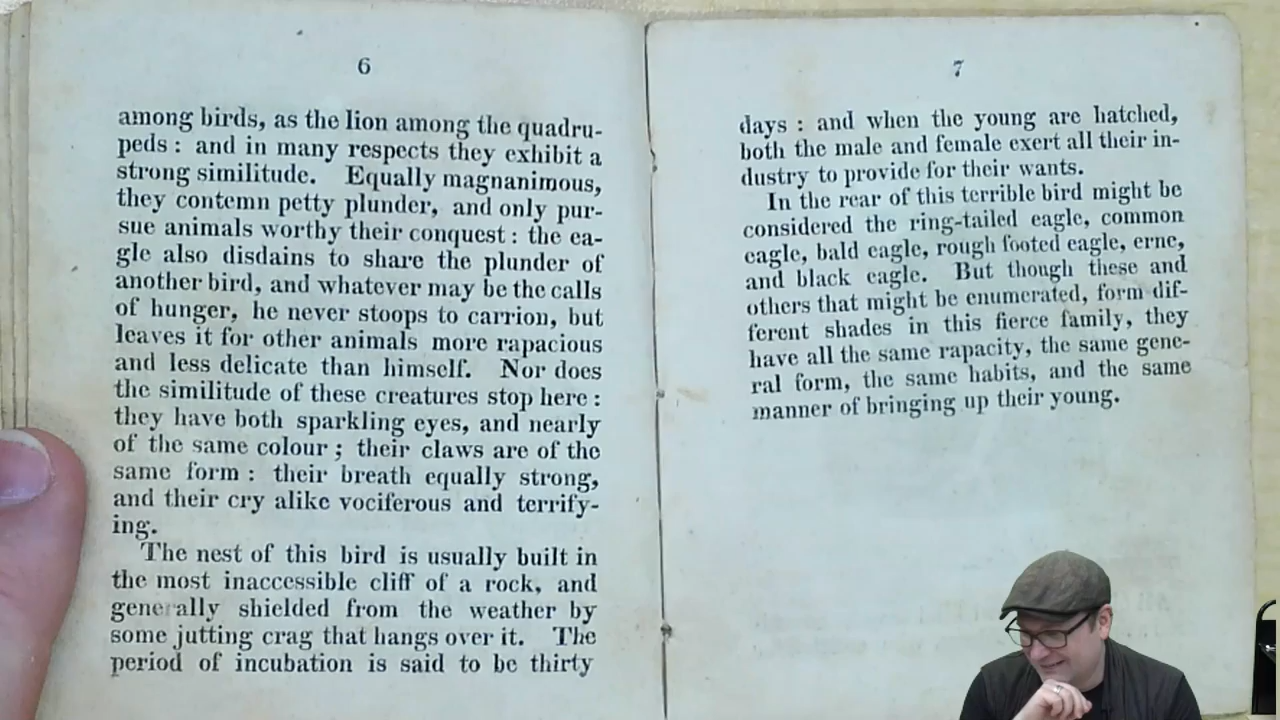 6
among birds, as the lion among the quadru-
peds : and in many respects they exhibit a
strong similitude. Equally magnanimous,
they contemn petty plunder, and only pur-
sue animals worthy their conquest : the ea-
gle also disdains to share the plunder of
another bird, and whatever may be the calls
of hunger, he never stoops to carrion, but
leaves it for other animals more rapacious
and less delicate than himself. Nor does
the similitude of these creatures stop here :
they have both sparkling eyes, and nearly
of the same colour ; their claws are of the
same form : their breath equally strong,
and their cry alike vociferous and terrify-
ing.
The nest of this bird is usually built in
the most inaccessible cliff of a rock, and
generally shielded from the weather by
some jutting crag that hangs over it. The
period of incubation is said to be thirty
7
days : and when the young are hatched,
both the male and female exert all their in-
dustry to provide for their wants.
In the rear of this terrible bird might be
considered the ring-tailed eagle, common
eagle, bald eagle, rough footed eagle, erne,
and black eagle. But though these and
others that might be enumerated, form dif-
ferent shades in this fierce family, they
have all the same rapacity, the same gene-
ral form, the same habits, and the same
manner of bringing up their young.